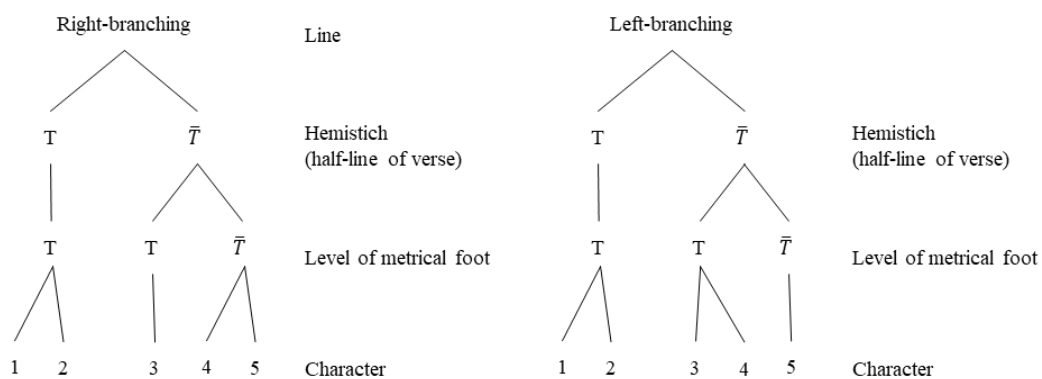 Right-branching Line Left-branching
T T̄ Hemistich T T̄ Hemistich
(half-line of verse) (half-line of verse)
T T T̄ Level of metrical foot T T T̄ Level of metrical foot
1 2 3 4 5 Character 1 2 3 4 5 Character